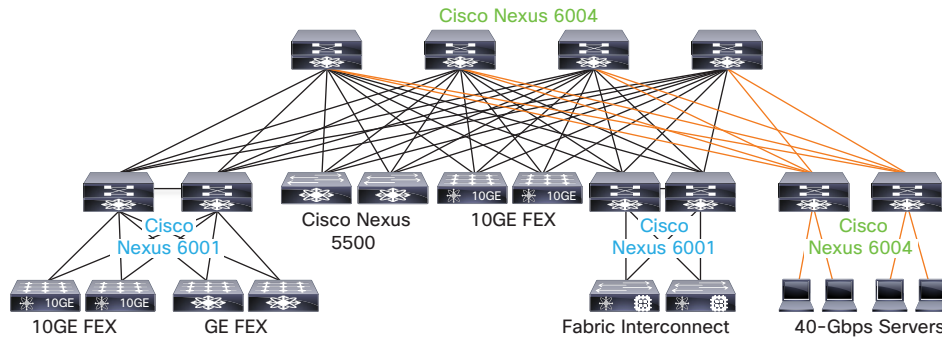 Cisco Nexus 6004
10GE
10GE
Cisco
Nexus 6001
Cisco Nexus
5500
10GE FEX
Cisco
Nexus 6001
Cisco
Nexus 6004
10GE
10GE
10GE FEX
GE FEX
Fabric Interconnect
40-Gbps Servers